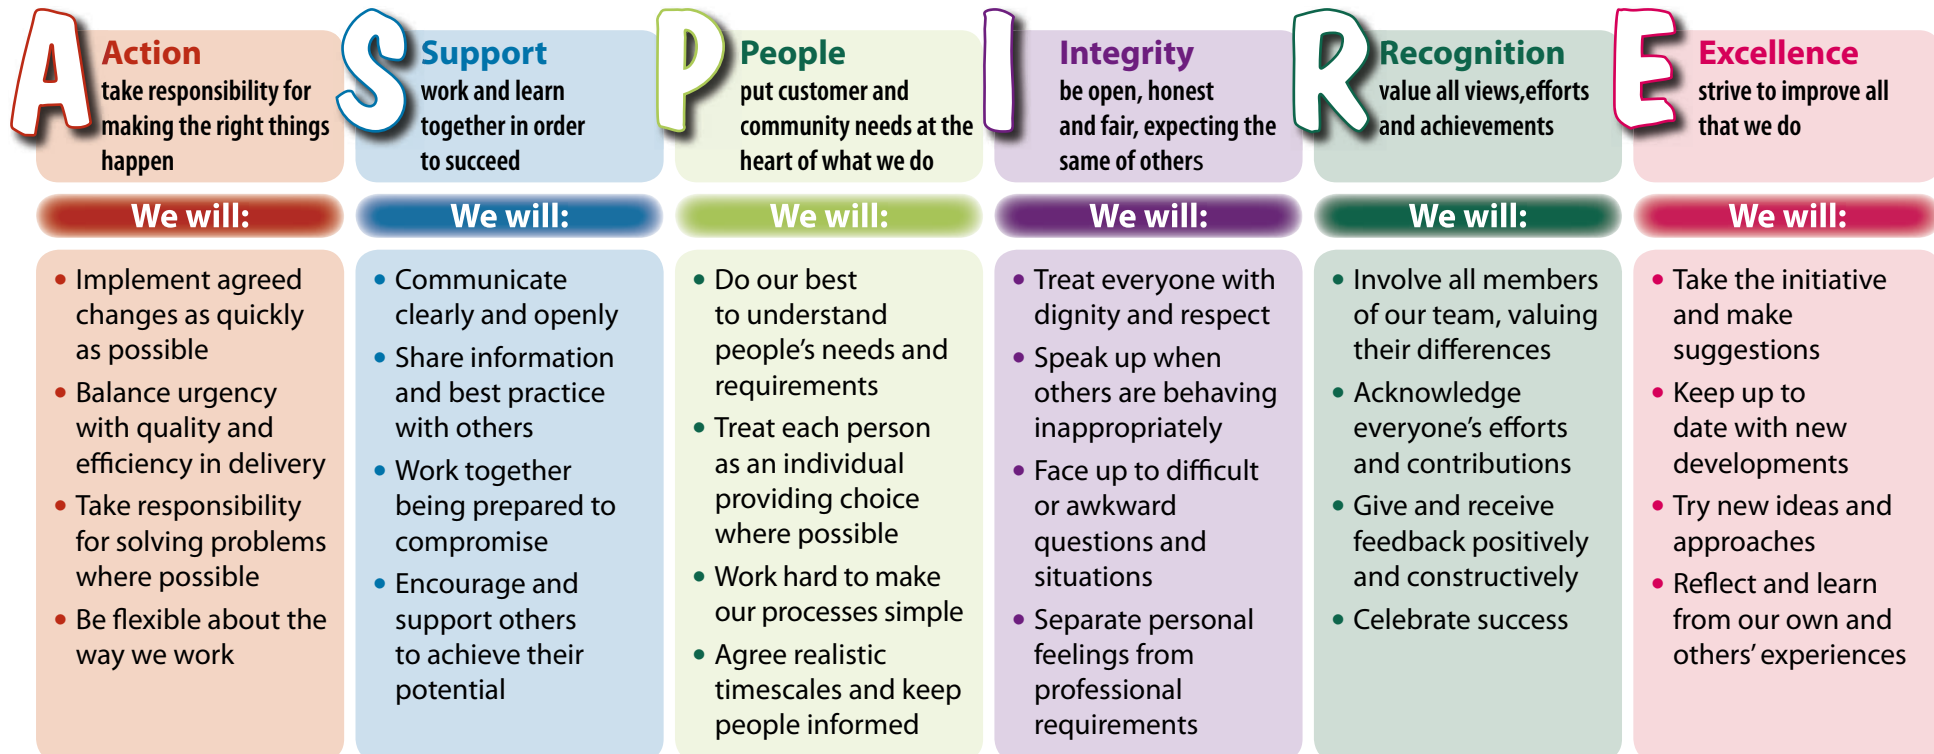 A
Action
take responsibility for
making the right things
happen
We will:
• Implement agreed
changes as quickly
as possible
• Balance urgency
with quality and
efficiency in delivery
• Take responsibility
for solving problems
where possible
• Be flexible about the
way we work
S
Support
work and learn
together in order
to succeed
We will:
• Communicate
clearly and openly
• Share information
and best practice
with others
• Work together
being prepared to
compromise
• Encourage and
support others
to achieve their
potential
P
People
put customer and
community needs at the
heart of what we do
We will:
• Do our best
to understand
people’s needs and
requirements
• Treat each person
as an individual
providing choice
where possible
• Work hard to make
our processes simple
• Agree realistic
timescales and keep
people informed
I
Integrity
be open, honest
and fair, expecting the
same of others
We will:
• Treat everyone with
dignity and respect
• Speak up when
others are behaving
inappropriately
• Face up to difficult
or awkward
questions and
situations
• Separate personal
feelings from
professional
requirements
R
Recognition
value all views,efforts
and achievements
We will:
• Involve all members
of our team, valuing
their differences
• Acknowledge
everyone’s efforts
and contributions
• Give and receive
feedback positively
and constructively
• Celebrate success
E
Excellence
strive to improve all
that we do
We will:
• Take the initiative
and make
suggestions
• Keep up to
date with new
developments
• Try new ideas and
approaches
• Reflect and learn
from our own and
others’ experiences